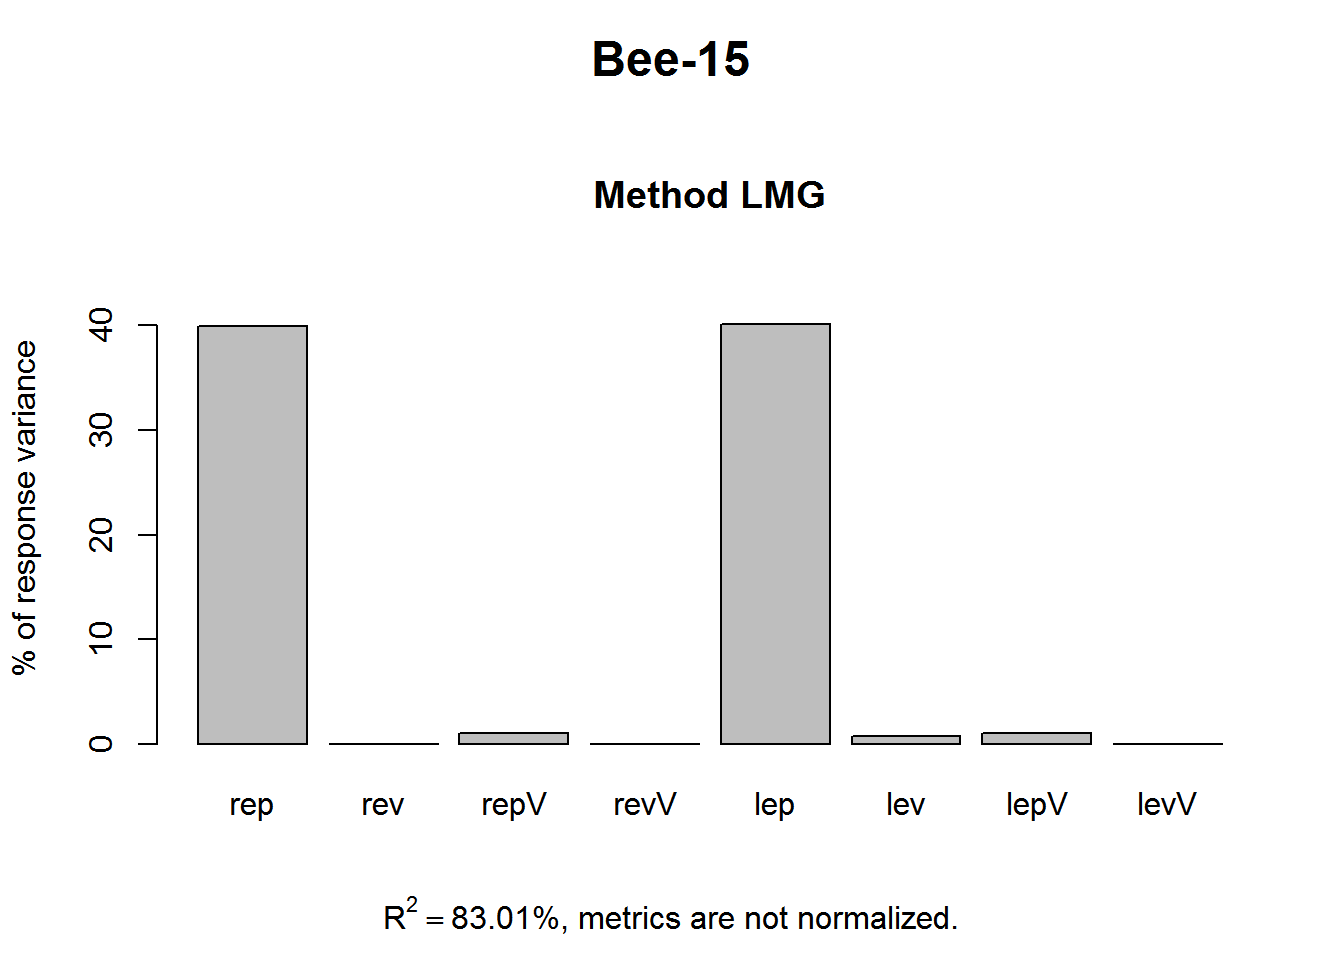 Bee-15
Method LMG
% of response variance
40
30
20
10
0
rep rev repV revV lep lev lepV levV
R² = 83.01%, metrics are not normalized.